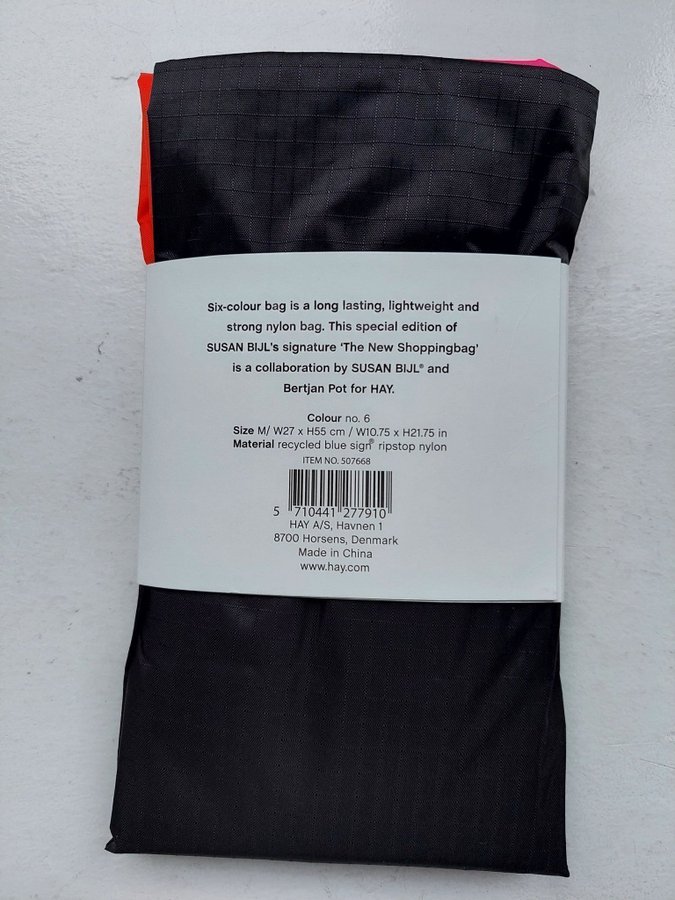 Six-colour bag is a long lasting, lightweight and
strong nylon bag. This special edition of
SUSAN BIJL's signature ‘The New Shoppingbag’
is a collaboration by SUSAN BIJL® and
Bertjan Pot for HAY.
Colour no. 6
Size M/ W27 x H55 cm / W10.75 x H21.75 in
Material recycled blue sign® ripstop nylon
ITEM NO. 507668
5 710441 277910
HAY A/S, Havnen 1
8700 Horsens, Denmark
Made in China
www.hay.com